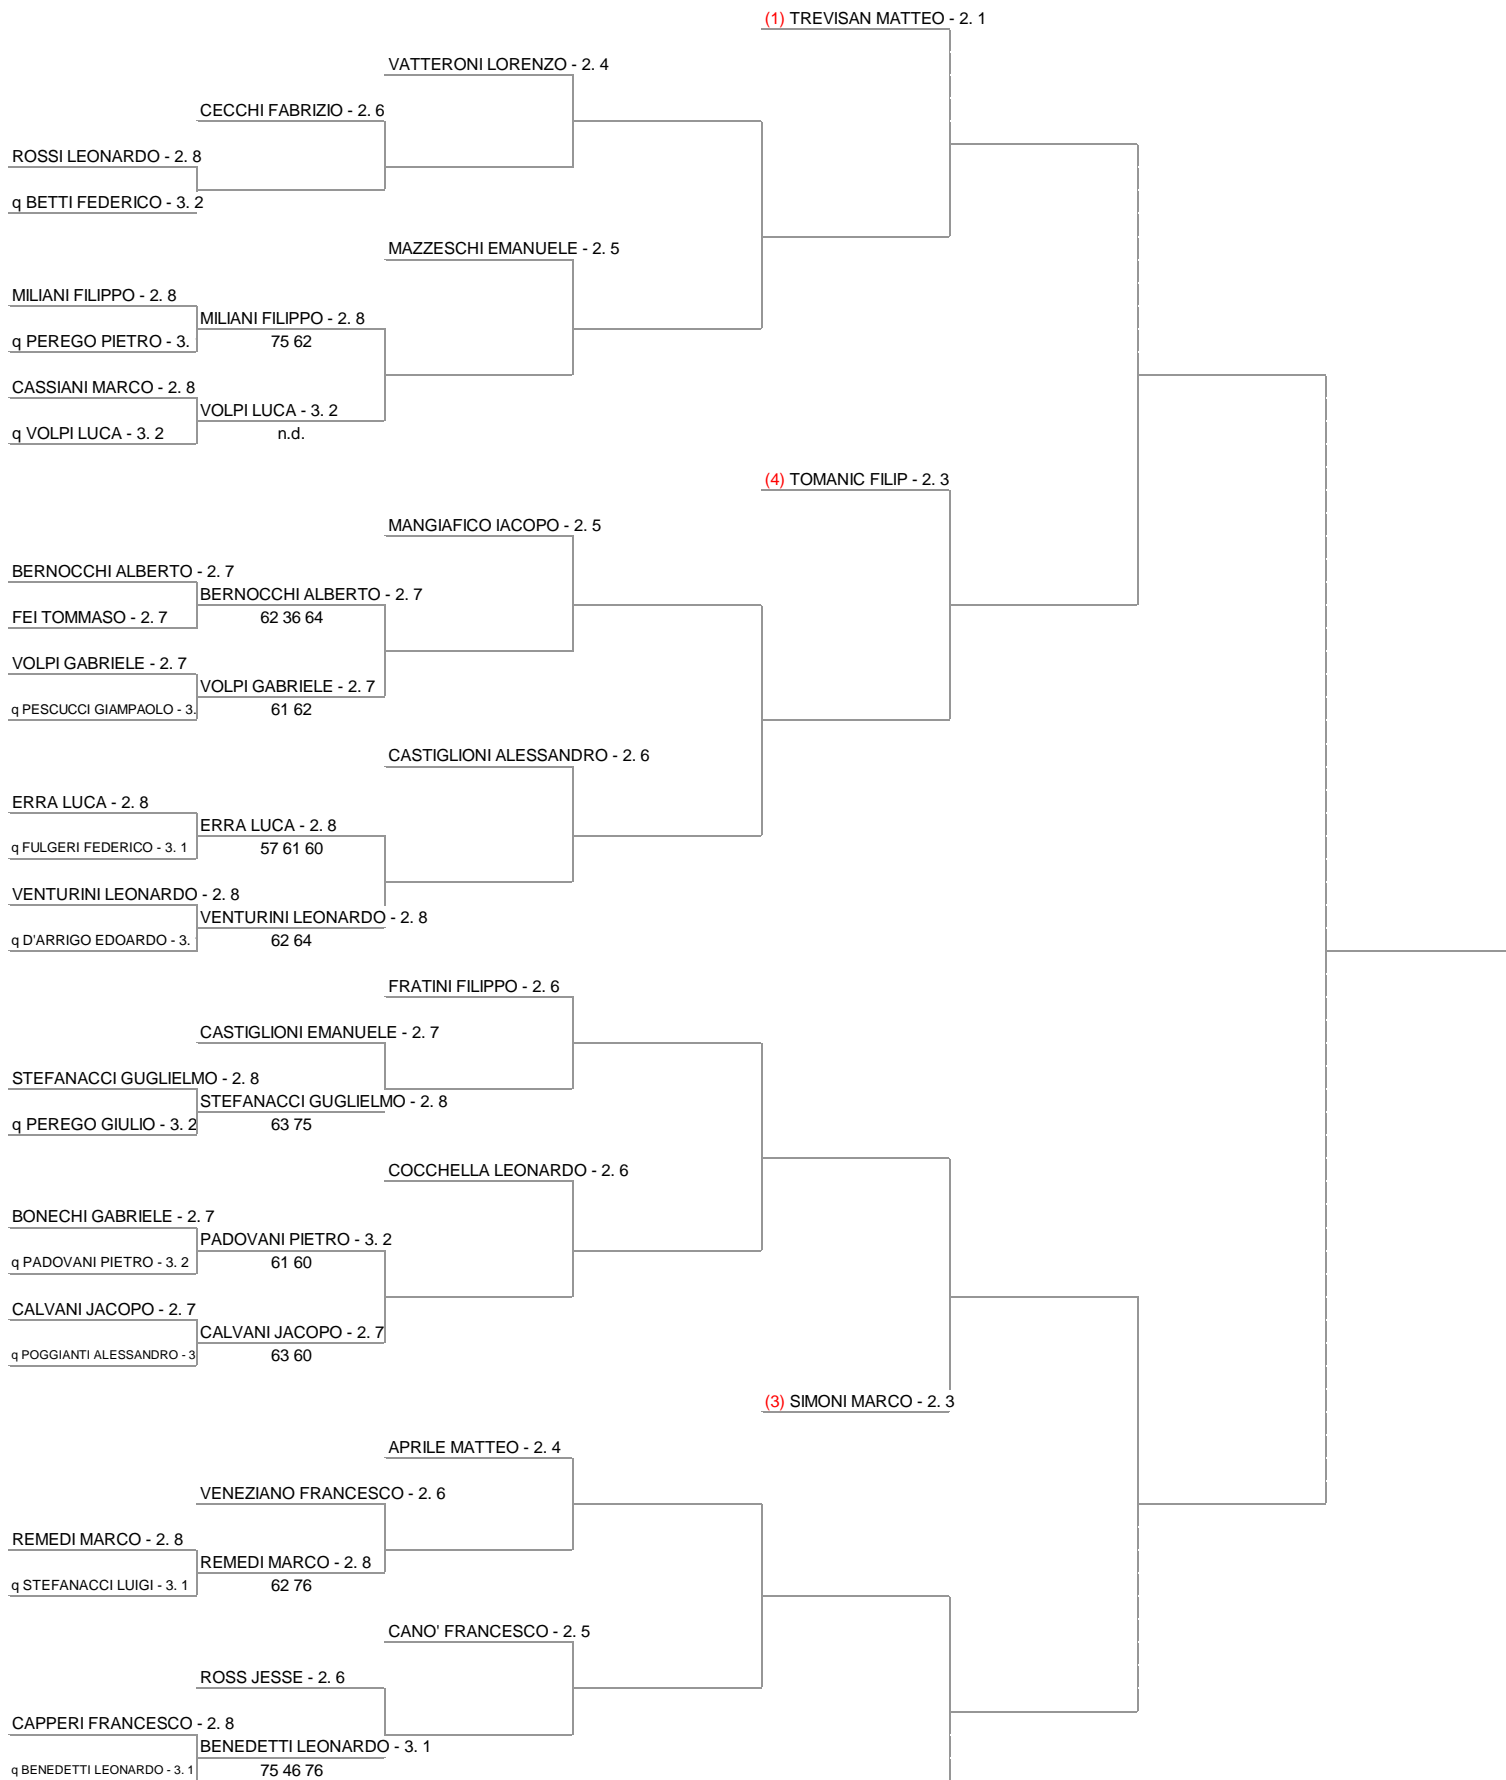 (1) TREVISAN MATTEO - 2. 1
VATTERONI LORENZO - 2. 4
CECCHI FABRIZIO - 2. 6
ROSSI LEONARDO - 2. 8
q BETTI FEDERICO - 3. 2
MAZZESCHI EMANUELE - 2. 5
MILIANI FILIPPO - 2. 8
MILIANI FILIPPO - 2. 8
q PEREGO PIETRO - 3.
75 62
CASSIANI MARCO - 2. 8
VOLPI LUCA - 3. 2
q VOLPI LUCA - 3. 2
n.d.
(4) TOMANIC FILIP - 2. 3
MANGIAFICO IACOPO - 2. 5
BERNOCCHI ALBERTO - 2. 7
BERNOCCHI ALBERTO - 2. 7
FEI TOMMASO - 2. 7
62 36 64
VOLPI GABRIELE - 2. 7
VOLPI GABRIELE - 2. 7
q PESCUCCI GIAMPAOLO - 3.
61 62
CASTIGLIONI ALESSANDRO - 2. 6
ERRA LUCA - 2. 8
ERRA LUCA - 2. 8
q FULGERI FEDERICO - 3. 1
57 61 60
VENTURINI LEONARDO - 2. 8
VENTURINI LEONARDO - 2. 8
q D'ARRIGO EDOARDO - 3.
62 64
FRATINI FILIPPO - 2. 6
CASTIGLIONI EMANUELE - 2. 7
STEFANACCI GUGLIELMO - 2. 8
STEFANACCI GUGLIELMO - 2. 8
q PEREGO GIULIO - 3. 2
63 75
COCCHELLA LEONARDO - 2. 6
BONECHI GABRIELE - 2. 7
PADOVANI PIETRO - 3. 2
q PADOVANI PIETRO - 3. 2
61 60
CALVANI JACOPO - 2. 7
CALVANI JACOPO - 2. 7
q POGGIANTI ALESSANDRO - 3
63 60
(3) SIMONI MARCO - 2. 3
APRILE MATTEO - 2. 4
VENEZIANO FRANCESCO - 2. 6
REMEDI MARCO - 2. 8
REMEDI MARCO - 2. 8
q STEFANACCI LUIGI - 3. 1
62 76
CANO' FRANCESCO - 2. 5
ROSS JESSE - 2. 6
CAPPERI FRANCESCO - 2. 8
BENEDETTI LEONARDO - 3. 1
q BENEDETTI LEONARDO - 3. 1
75 46 76